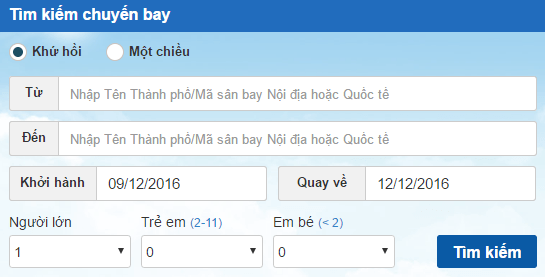 Tìm kiếm chuyến bay
Khứ hồi Một chiều
Từ Nhập Tên Thành phố/Mã sân bay Nội địa hoặc Quốc tế
Đến Nhập Tên Thành phố/Mã sân bay Nội địa hoặc Quốc tế
Khởi hành 09/12/2016 Quay về 12/12/2016
Người lớn Trẻ em (2-11) Em bé (< 2)
1 0 0 Tìm kiếm